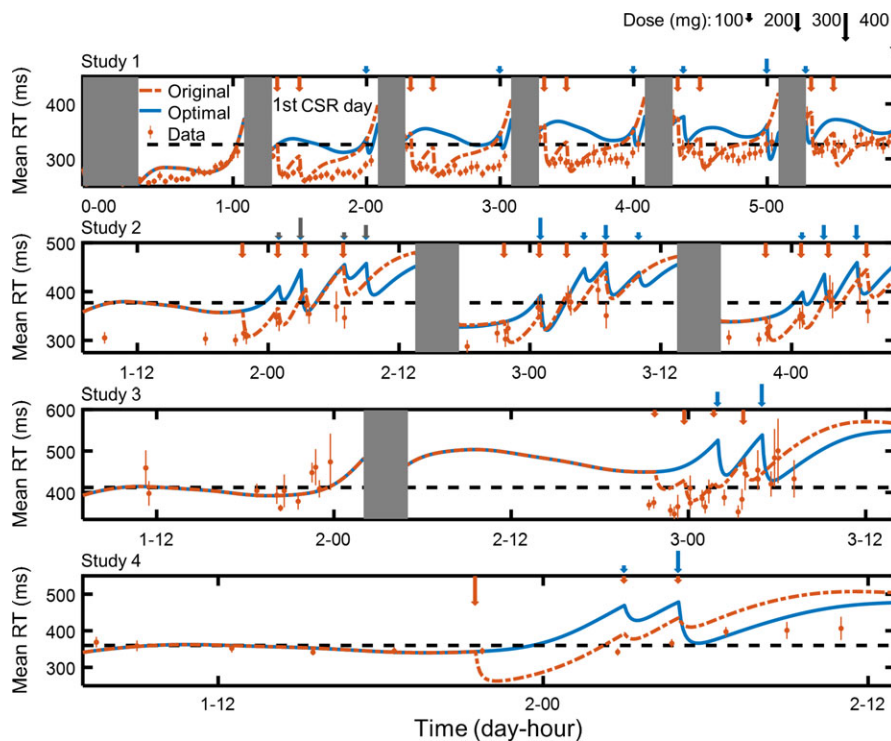 Dose (mg): 100 200 300 400
Study 1
Mean RT (ms)
400
300
Original
Optimal
Data
1st CSR day
0-00 1-00 2-00 3-00 4-00 5-00
Study 2
Mean RT (ms)
500
400
300
1-12 2-00 2-12 3-00 3-12 4-00
Study 3
Mean RT (ms)
600
500
400
1-12 2-00 2-12 3-00 3-12
Study 4
Mean RT (ms)
500
400
300
1-12 2-00 2-12
Time (day-hour)